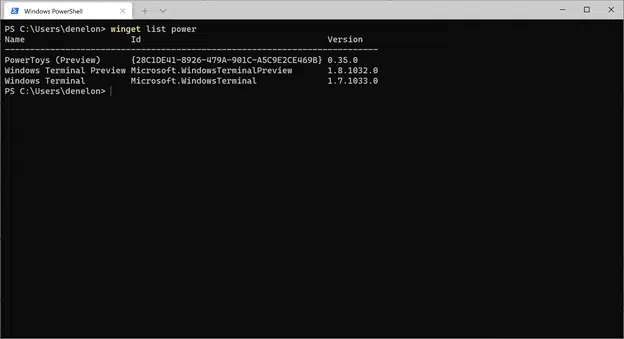 Windows PowerShell
PS C:\Users\denelon> winget list power
Name Id Version
--------------------------------------------------------------------------------
PowerToys (Preview) {28C1DE41-8926-479A-901C-A5C9E2CE469B} 0.35.0
Windows Terminal Preview Microsoft.WindowsTerminalPreview 1.8.1032.0
Windows Terminal Microsoft.WindowsTerminal 1.7.1033.0
PS C:\Users\denelon>